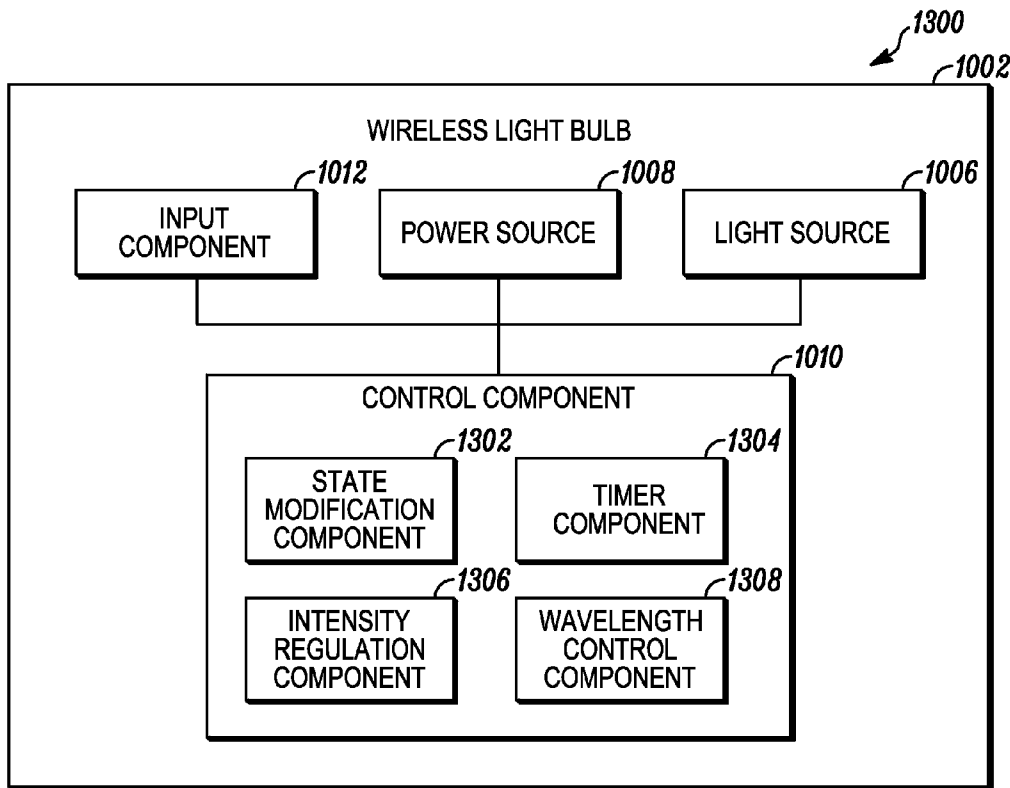 1300
1002
WIRELESS LIGHT BULB
1012
1008
1006
INPUT
COMPONENT
POWER SOURCE
LIGHT SOURCE
1010
CONTROL COMPONENT
1302
1304
STATE
MODIFICATION
COMPONENT
TIMER
COMPONENT
1306
1308
INTENSITY
REGULATION
COMPONENT
WAVELENGTH
CONTROL
COMPONENT